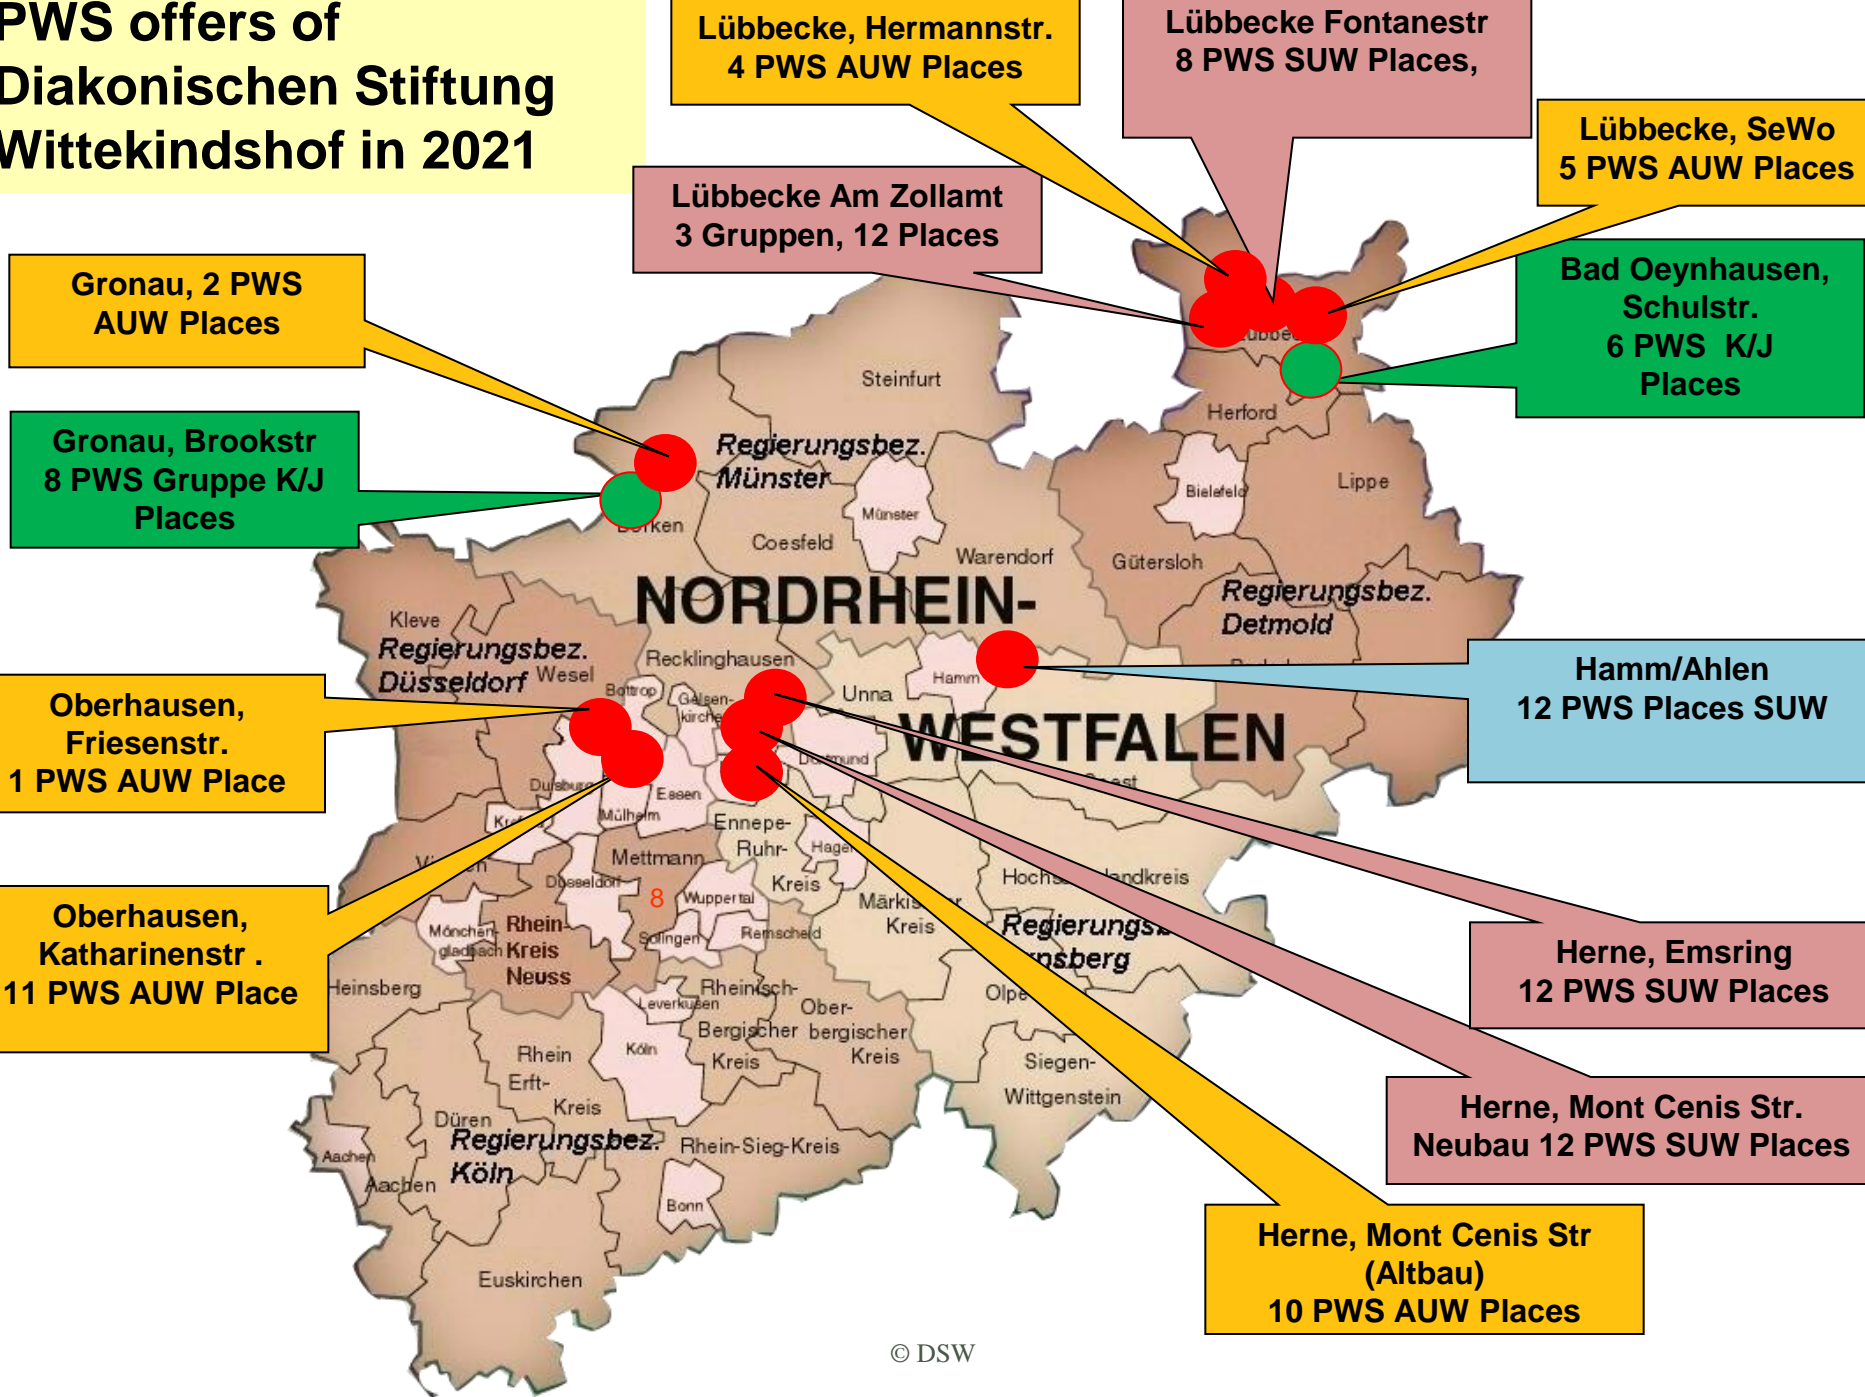 PWS offers of
Diakonischen Stiftung
Wittekindshof in 2021
Lübbecke, Hermannstr.
4 PWS AUW Places
Lübbecke Fontanestr
8 PWS SUW Places,
Lübbecke, SeWo
5 PWS AUW Places
Lübbecke Am Zollamt
3 Gruppen, 12 Places
Gronau, 2 PWS
AUW Places
Bad Oeynhausen,
Schulstr.
6 PWS K/J
Places
Gronau, Brookstr
8 PWS Gruppe K/J
Places
Steinfurt
Herford
Regierungsbez.
Münster
Münster
Bielefeld
Lippe
Coesfeld
Warendorf
Gütersloh
NORDRHEIN-
WESTFALEN
Regierungsbez.
Detmold
Kleve
Regierungsbez.
Düsseldorf
Wesel
Recklinghausen
Bottrop
Gelsen-
Unna
Hamm
Hamm/Ahlen
12 PWS Places SUW
Oberhausen,
Friesenstr.
1 PWS AUW Place
Duisburg
Essen
Mülheim
Dortmund
Ennepe-
Ruhr-
Kreis
Hagen
Mettmann
Düsseldorf
8
Wuppertal
Solingen
Remscheid
Märkischer
Kreis
Oberhausen,
Katharinenstr .
11 PWS AUW Place
Mönchen-
gladbach
Rhein-
Kreis
Neuss
Heinsberg
Leverkusen
Rheinisch-
Bergischer
Kreis
Ober-
bergischer
Kreis
Olpe
Siegen-
Wittgenstein
Herne, Emsring
12 PWS SUW Places
Herne, Mont Cenis Str.
Neubau 12 PWS SUW Places
Herne, Mont Cenis Str
(Altbau)
10 PWS AUW Places
Rhein
Erft-
Kreis
Köln
Düren
Regierungsbez.
Köln
Rhein-Sieg-Kreis
Aachen
Aachen
Bonn
Euskirchen
© DSW